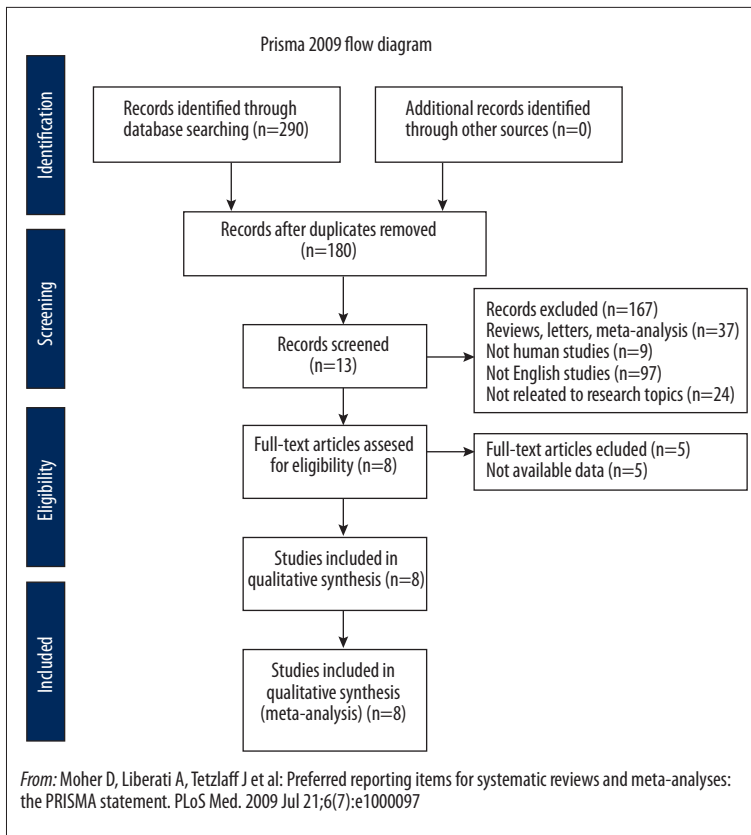 Prisma 2009 flow diagram
Identification
Records identified through
database searching (n=290)
Additional records identified
through other sources (n=0)
Records after duplicates removed
(n=180)
Screening
Records screened
(n=13)
Records excluded (n=167)
Reviews, letters, meta-analysis (n=37)
Not human studies (n=9)
Not English studies (n=97)
Not releated to research topics (n=24)
Eligibility
Full-text articles assesed
for eligibility (n=8)
Full-text articles ecluded (n=5)
Not available data (n=5)
Studies included in
qualitative synthesis (n=8)
Included
Studies included in
qualitative synthesis
(meta-analysis) (n=8)
From: Moher D, Liberati A, Tetzlaff J et al: Preferred reporting items for systematic reviews and meta-analyses:
the PRISMA statement. PLoS Med. 2009 Jul 21;6(7):e1000097